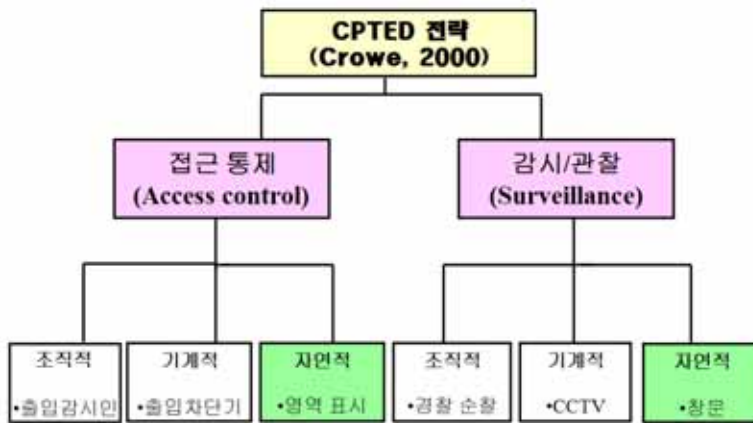 CPTED 전략
(Crowe, 2000)
접근 통제
(Access control)
감시/관찰
(Surveillance)
조직적
•출입감시인
기계적
•출입차단기
자연적
•영역 표시
조직적
•경찰 순찰
기계적
•CCTV
자연적
•창문